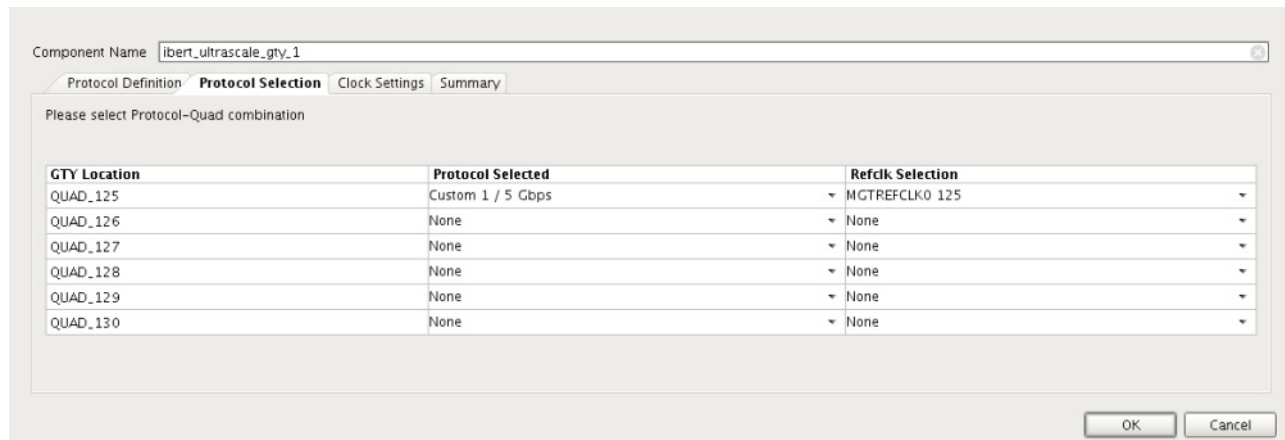 Component Name ibert_ultrascale_gty_1
Protocol Definition Protocol Selection Clock Settings Summary
Please select Protocol-Quad combination
GTY Location Protocol Selected Refclk Selection
QUAD_125 Custom 1 / 5 Gbps MGTREFCLK0 125
QUAD_126 None None
QUAD_127 None None
QUAD_128 None None
QUAD_129 None None
QUAD_130 None None
OK Cancel